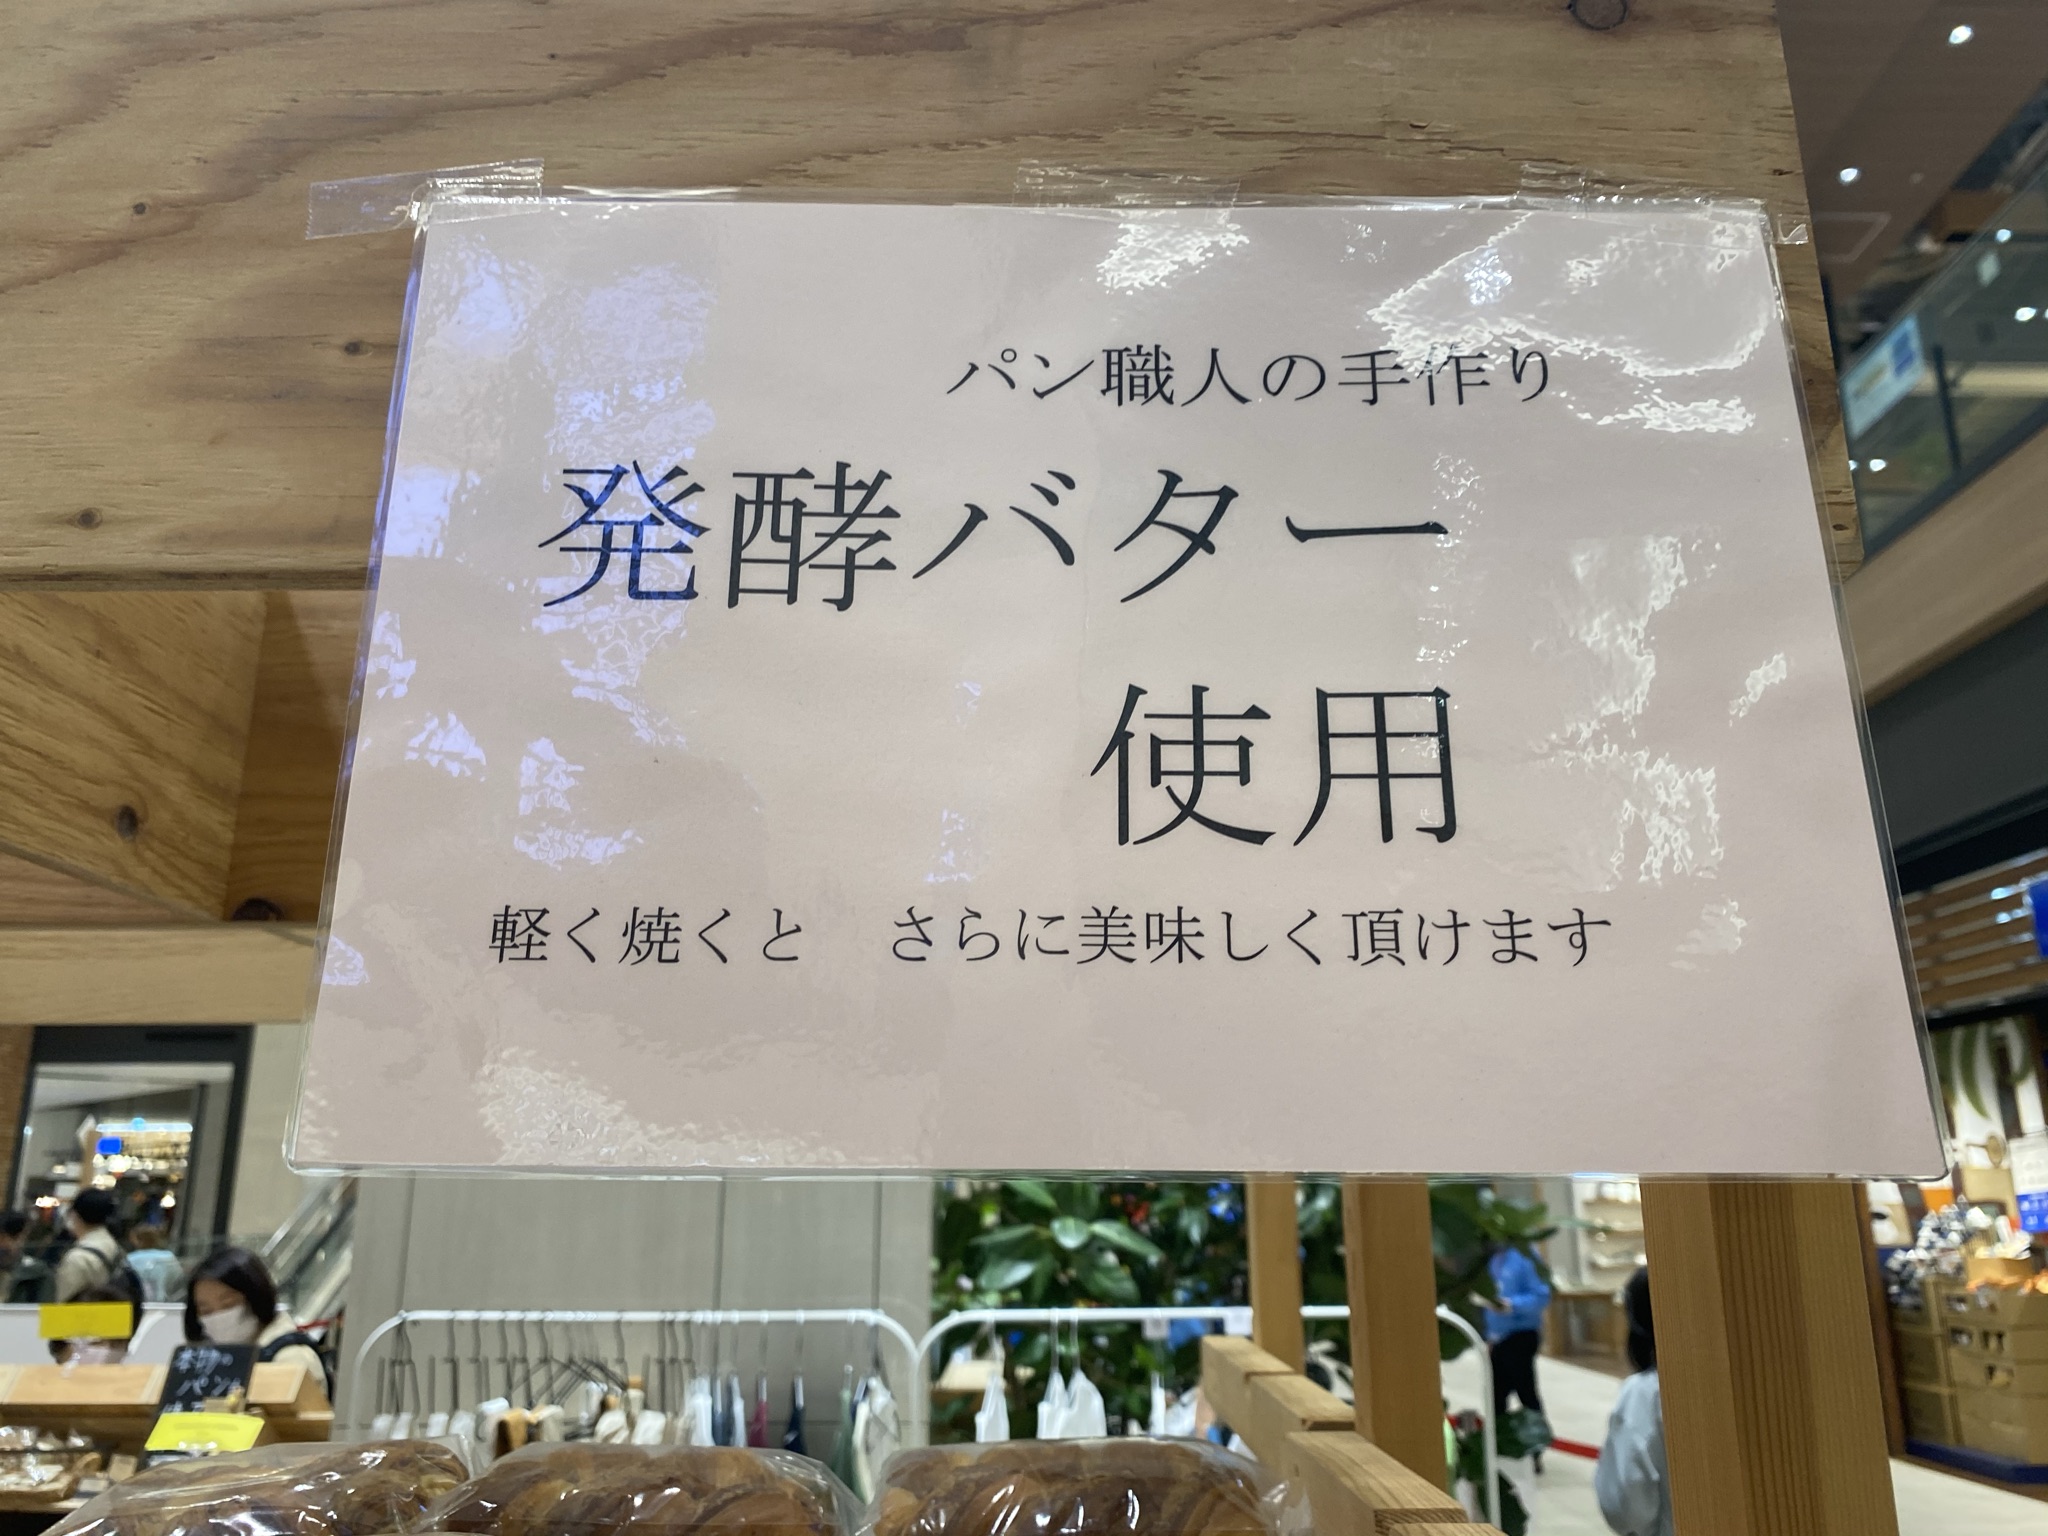 パン職人の手作り
発酵バター
使用
軽く焼くと　さらに美味しく頂けます